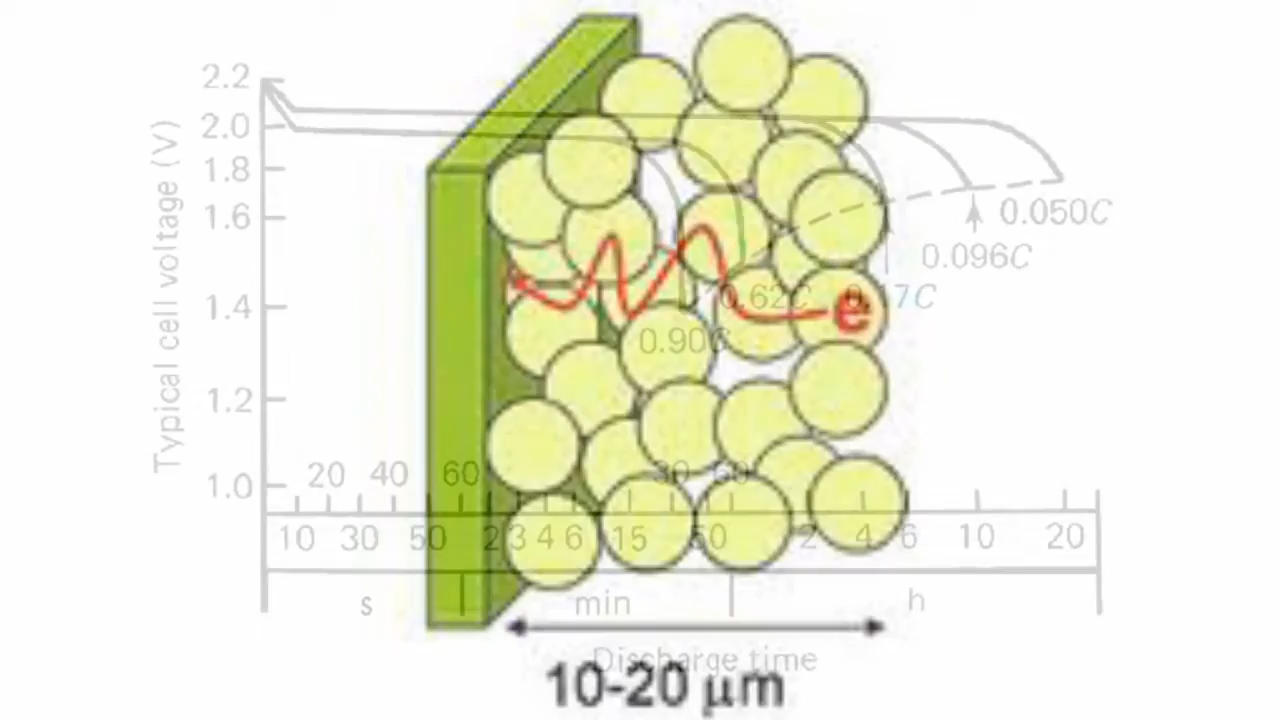 2.2
2.0
1.8
1.6
1.4
1.2
1.0
Typical cell voltage (V)
0.050C
0.096C
0.62C
7C
0.90C
e
20 40 60 30 60
10 30 50 2 3 4 6 15 50 2 4 6 10 20
s min h
Discharge time
10-20 µm